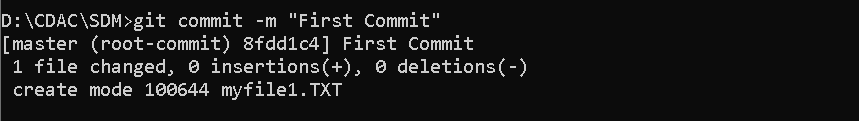 D:\CDAC\SDM>git commit -m "First Commit"
[master (root-commit) 8fdd1c4] First Commit
 1 file changed, 0 insertions(+), 0 deletions(-)
 create mode 100644 myfile1.TXT